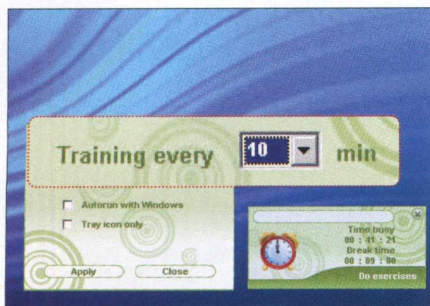 Training every 10 min
Autorun with Windows
Tray icon only
Apply Close
Time busy
00 : 41 : 21
Break time
00 : 09 : 00
Do exercises